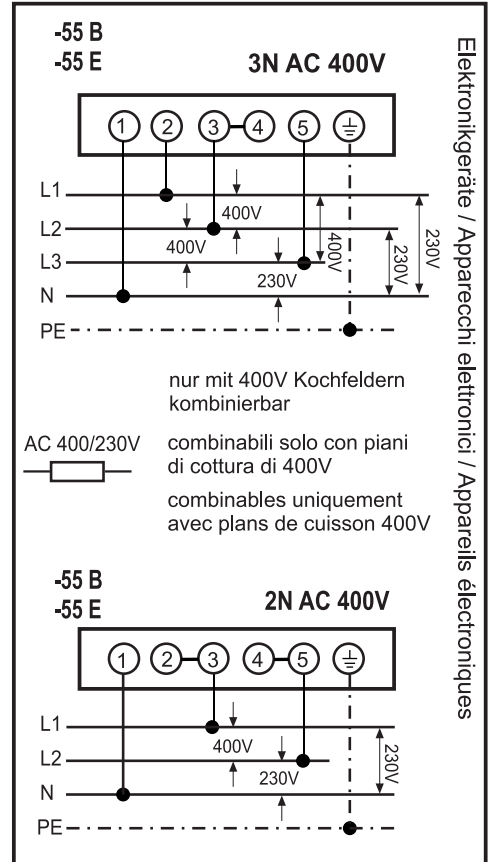 -55 B
-55 E
3N AC 400V
1 2 3 4 5
L1
400V
L2
400V
400V
230V
230V
L3
230V
N
PE
nur mit 400V Kochfeldern
kombinierbar
AC 400/230V
combinabili solo con piani
di cottura di 400V
combinables uniquement
avec plans de cuisson 400V
-55 B
-55 E
2N AC 400V
1 2 3 4 5
L1
400V
230V
L2
230V
N
PE
Elektronikgeräte / Apparecchi elettronici / Appareils électroniques